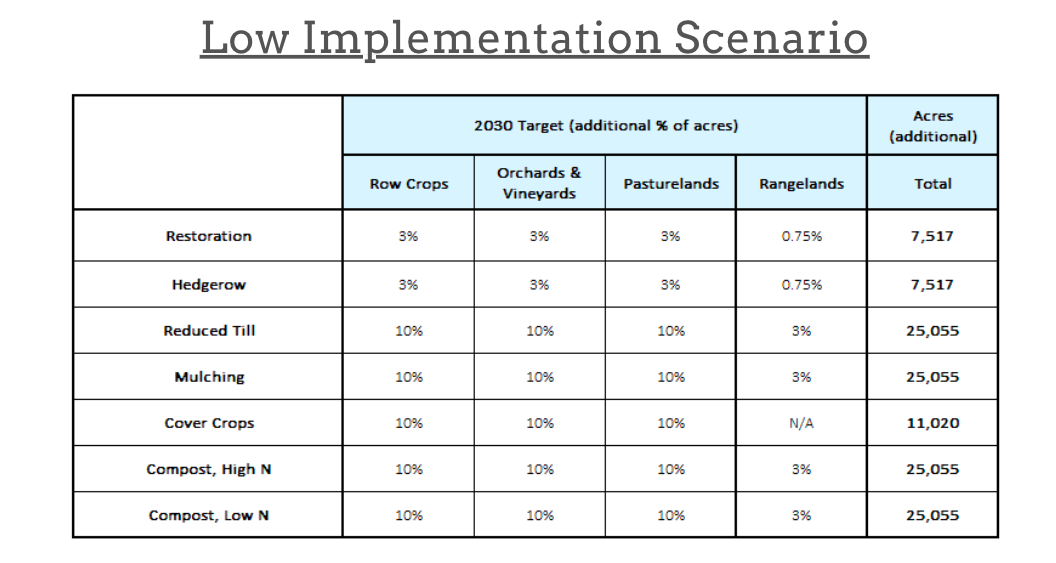 Low Implementation Scenario
2030 Target (additional % of acres)
Acres
(additional)
Row Crops
Orchards &
Vineyards
Pasturelands
Rangelands
Total
Restoration 3% 3% 3% 0.75% 7,517
Hedgerow 3% 3% 3% 0.75% 7,517
Reduced Till 10% 10% 10% 3% 25,055
Mulching 10% 10% 10% 3% 25,055
Cover Crops 10% 10% 10% N/A 11,020
Compost, High N 10% 10% 10% 3% 25,055
Compost, Low N 10% 10% 10% 3% 25,055